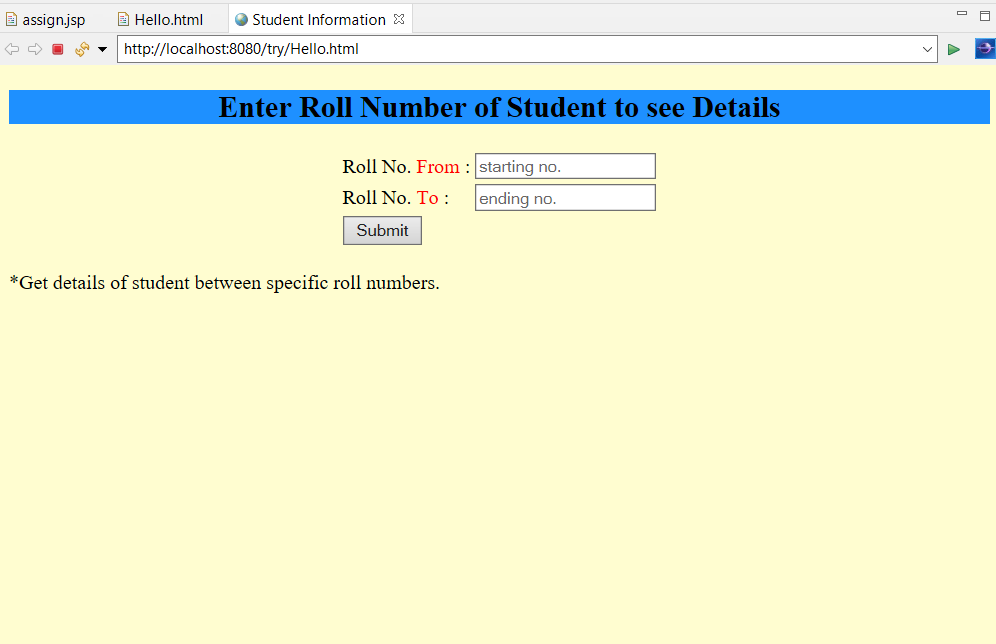 assign.jsp Hello.html Student Information
http://localhost:8080/try/Hello.html
Enter Roll Number of Student to see Details
Roll No. From : starting no.
Roll No. To : ending no.
Submit
*Get details of student between specific roll numbers.